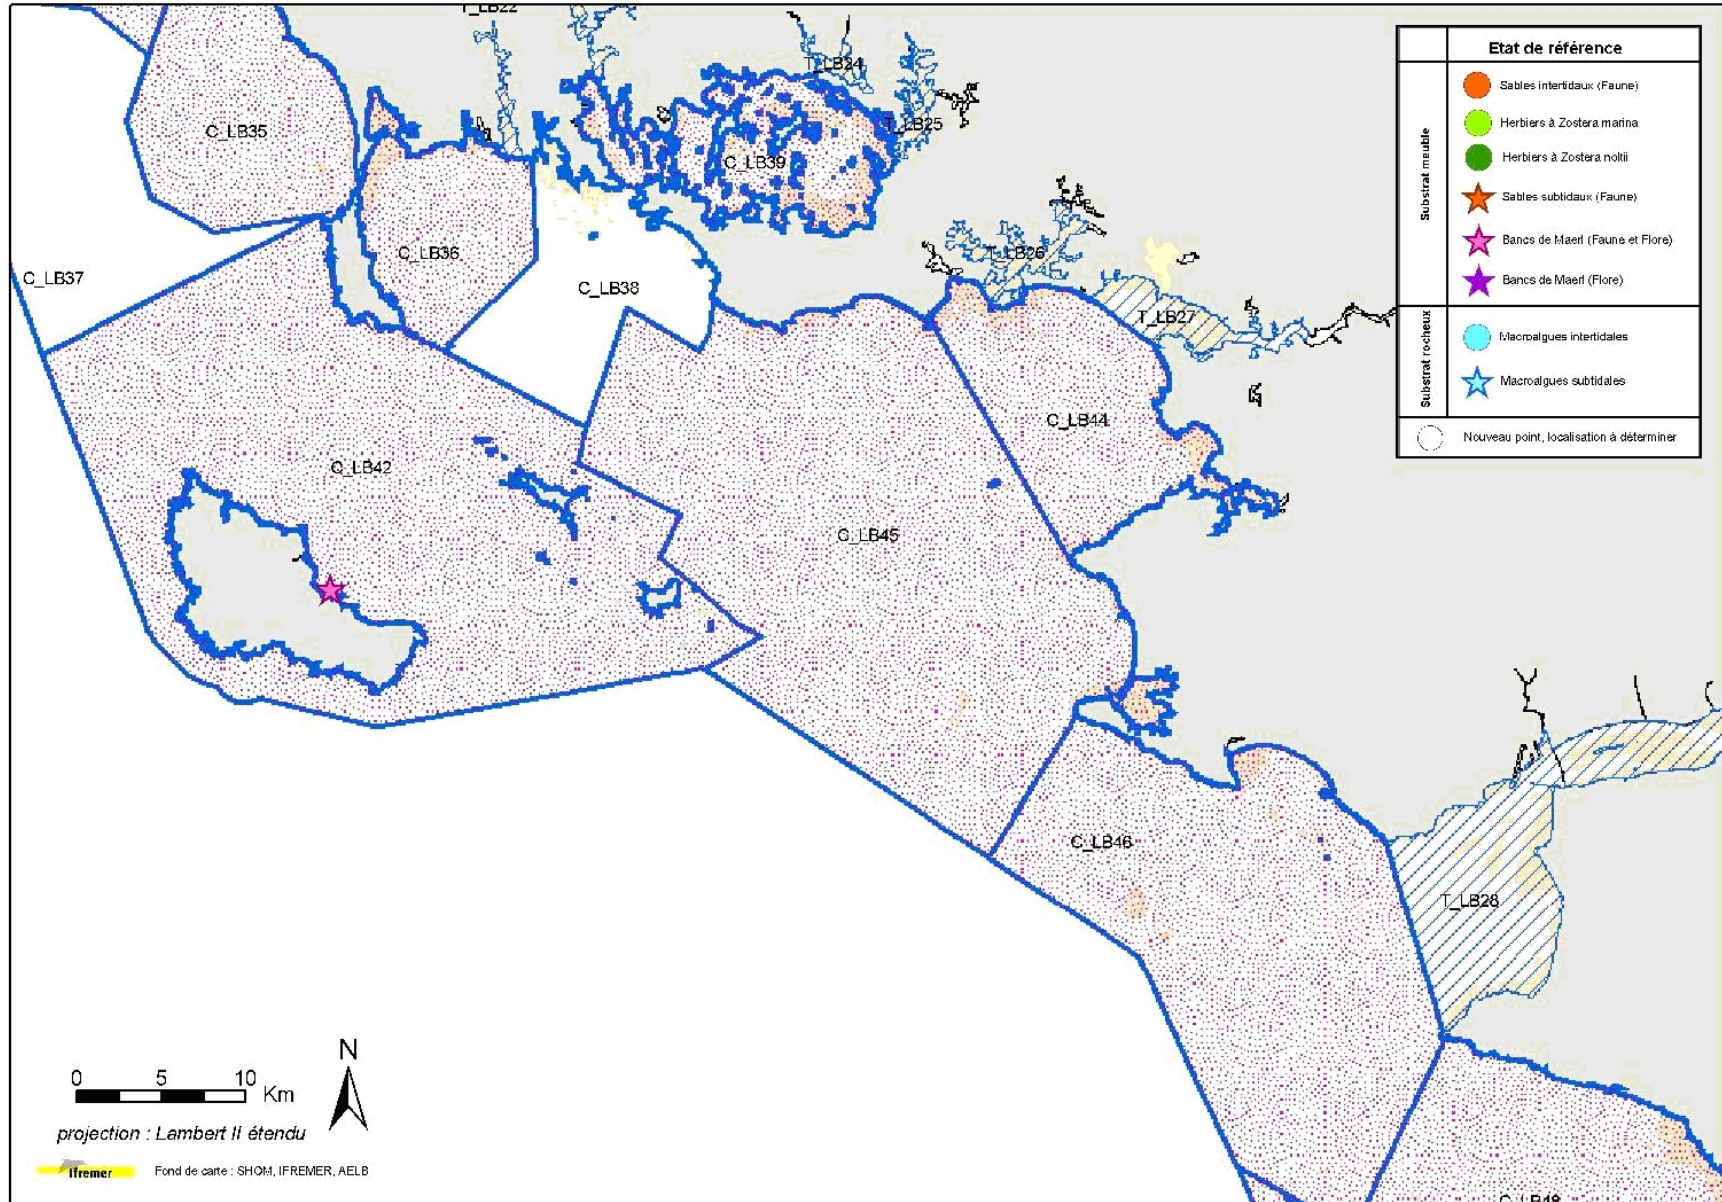 T_LB22
Etat de référence
Substrat meuble
Sables intertidaux (Faune)
Herbiers à Zostera marina
Herbiers à Zostera noltii
Sables subtidaux (Faune)
Bancs de Maerl (Faune et Flore)
Bancs de Maerl (Flore)
Substrat rocheux
Macroalgues intertidales
Macroalgues subtidales
Nouveau point, localisation à déterminer
T_LB24
T_LB25
C_LB35
C_LB39
C_LB36
T_LB26
C_LB37
C_LB38
T_LB27
C_LB44
C_LB42
C_LB45
C_LB46
T_LB28
C_LB48
N
0 5 10 Km
projection : Lambert II étendu
Ifremer
Fond de carte : SHOM, IFREMER, AELB